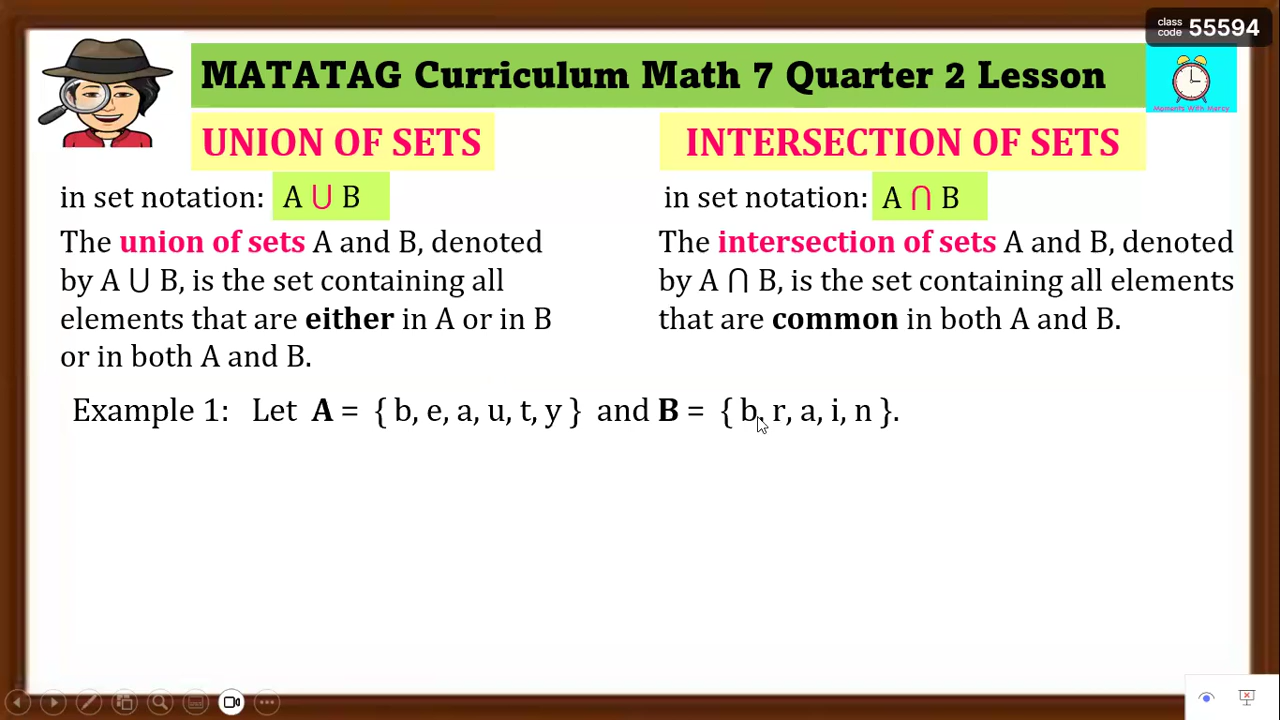 class code 55594
MATATAG Curriculum Math 7 Quarter 2 Lesson
Moments With Mercy
UNION OF SETS
in set notation: A ⋃ B
The union of sets A and B, denoted
by A ⋃ B, is the set containing all
elements that are either in A or in B
or in both A and B.
INTERSECTION OF SETS
in set notation: A ⋂ B
The intersection of sets A and B, denoted
by A ⋂ B, is the set containing all elements
that are common in both A and B.
Example 1: Let A = { b, e, a, u, t, y } and B = { b, r, a, i, n }.